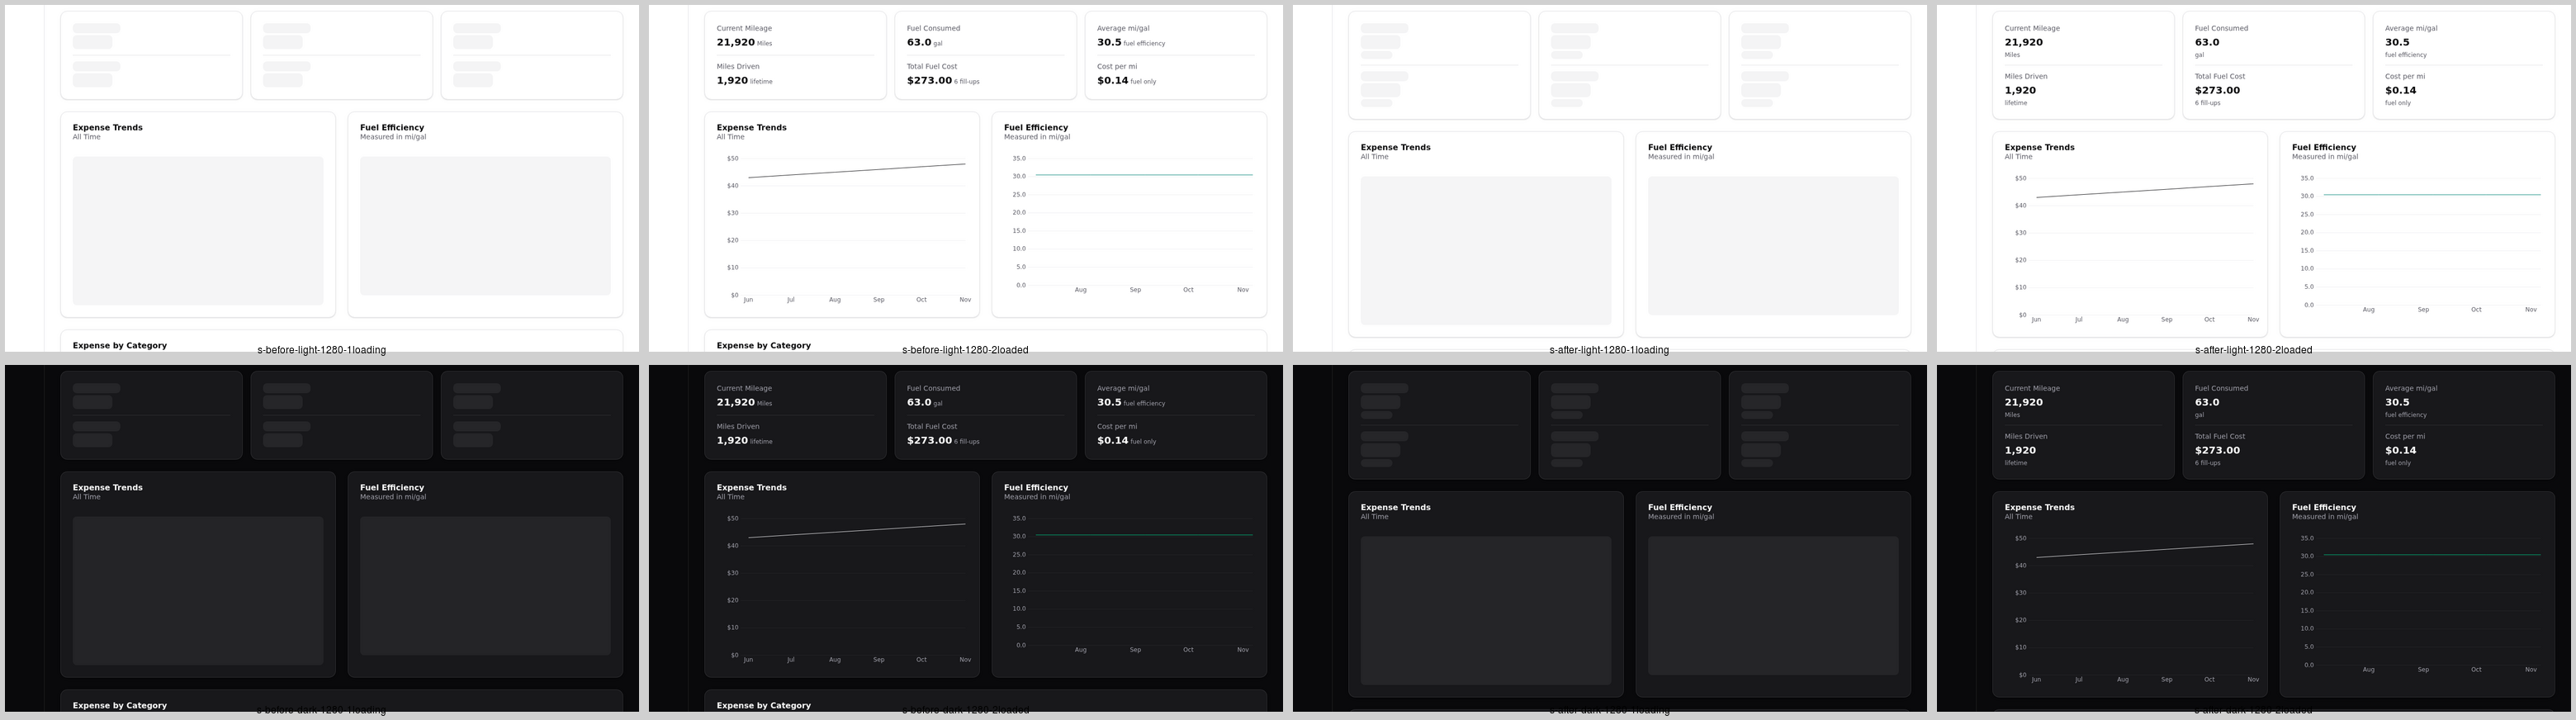 Expense Trends
All Time
Fuel Efficiency
Measured in mi/gal
Expense by Category
s-before-light-1280-1loading
Current Mileage
21,920 Miles
Miles Driven
1,920 lifetime
Fuel Consumed
63.0 gal
Total Fuel Cost
$273.00 6 fill-ups
Average mi/gal
30.5 fuel efficiency
Cost per mi
$0.14 fuel only
Expense Trends
All Time
$50
$40
$30
$20
$10
$0
Jun Jul Aug Sep Oct Nov
Fuel Efficiency
Measured in mi/gal
35.0
30.0
25.0
20.0
15.0
10.0
5.0
0.0
Aug Sep Oct Nov
Expense by Category
s-before-light-1280-2loaded
Expense Trends
All Time
Fuel Efficiency
Measured in mi/gal
s-after-light-1280-1loading
Current Mileage
21,920
Miles
Miles Driven
1,920
lifetime
Fuel Consumed
63.0
gal
Total Fuel Cost
$273.00
6 fill-ups
Average mi/gal
30.5
fuel efficiency
Cost per mi
$0.14
fuel only
Expense Trends
All Time
$50
$40
$30
$20
$10
$0
Jun Jul Aug Sep Oct Nov
Fuel Efficiency
Measured in mi/gal
35.0
30.0
25.0
20.0
15.0
10.0
5.0
0.0
Aug Sep Oct Nov
s-after-light-1280-2loaded
Expense Trends
All Time
Fuel Efficiency
Measured in mi/gal
Expense by Category
s-before-dark-1280-1loading
Current Mileage
21,920 Miles
Miles Driven
1,920 lifetime
Fuel Consumed
63.0 gal
Total Fuel Cost
$273.00 6 fill-ups
Average mi/gal
30.5 fuel efficiency
Cost per mi
$0.14 fuel only
Expense Trends
All Time
$50
$40
$30
$20
$10
$0
Jun Jul Aug Sep Oct Nov
Fuel Efficiency
Measured in mi/gal
35.0
30.0
25.0
20.0
15.0
10.0
5.0
0.0
Aug Sep Oct Nov
Expense by Category
s-before-dark-1280-2loaded
Expense Trends
All Time
Fuel Efficiency
Measured in mi/gal
s-after-dark-1280-1loading
Current Mileage
21,920
Miles
Miles Driven
1,920
lifetime
Fuel Consumed
63.0
gal
Total Fuel Cost
$273.00
6 fill-ups
Average mi/gal
30.5
fuel efficiency
Cost per mi
$0.14
fuel only
Expense Trends
All Time
$50
$40
$30
$20
$10
$0
Jun Jul Aug Sep Oct Nov
Fuel Efficiency
Measured in mi/gal
35.0
30.0
25.0
20.0
15.0
10.0
5.0
0.0
Aug Sep Oct Nov
s-after-dark-1280-2loaded